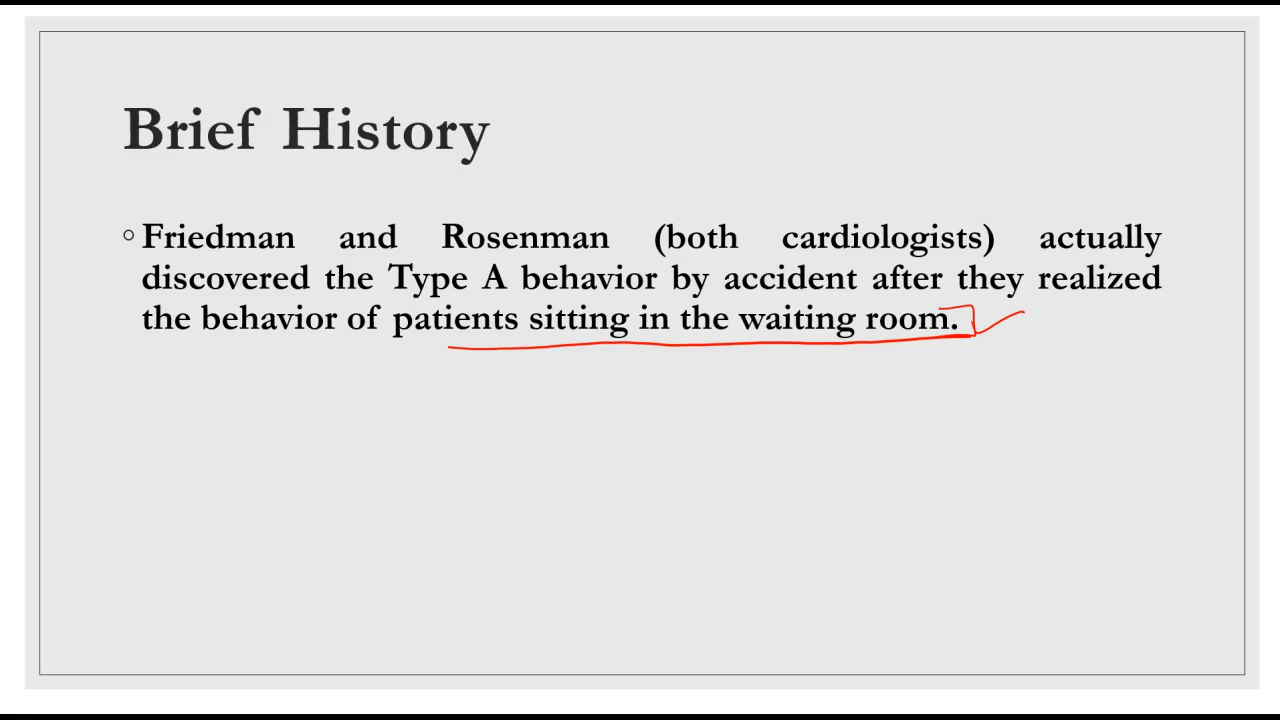 Brief History
Friedman and Rosenman (both cardiologists) actually
discovered the Type A behavior by accident after they realized
the behavior of patients sitting in the waiting room.